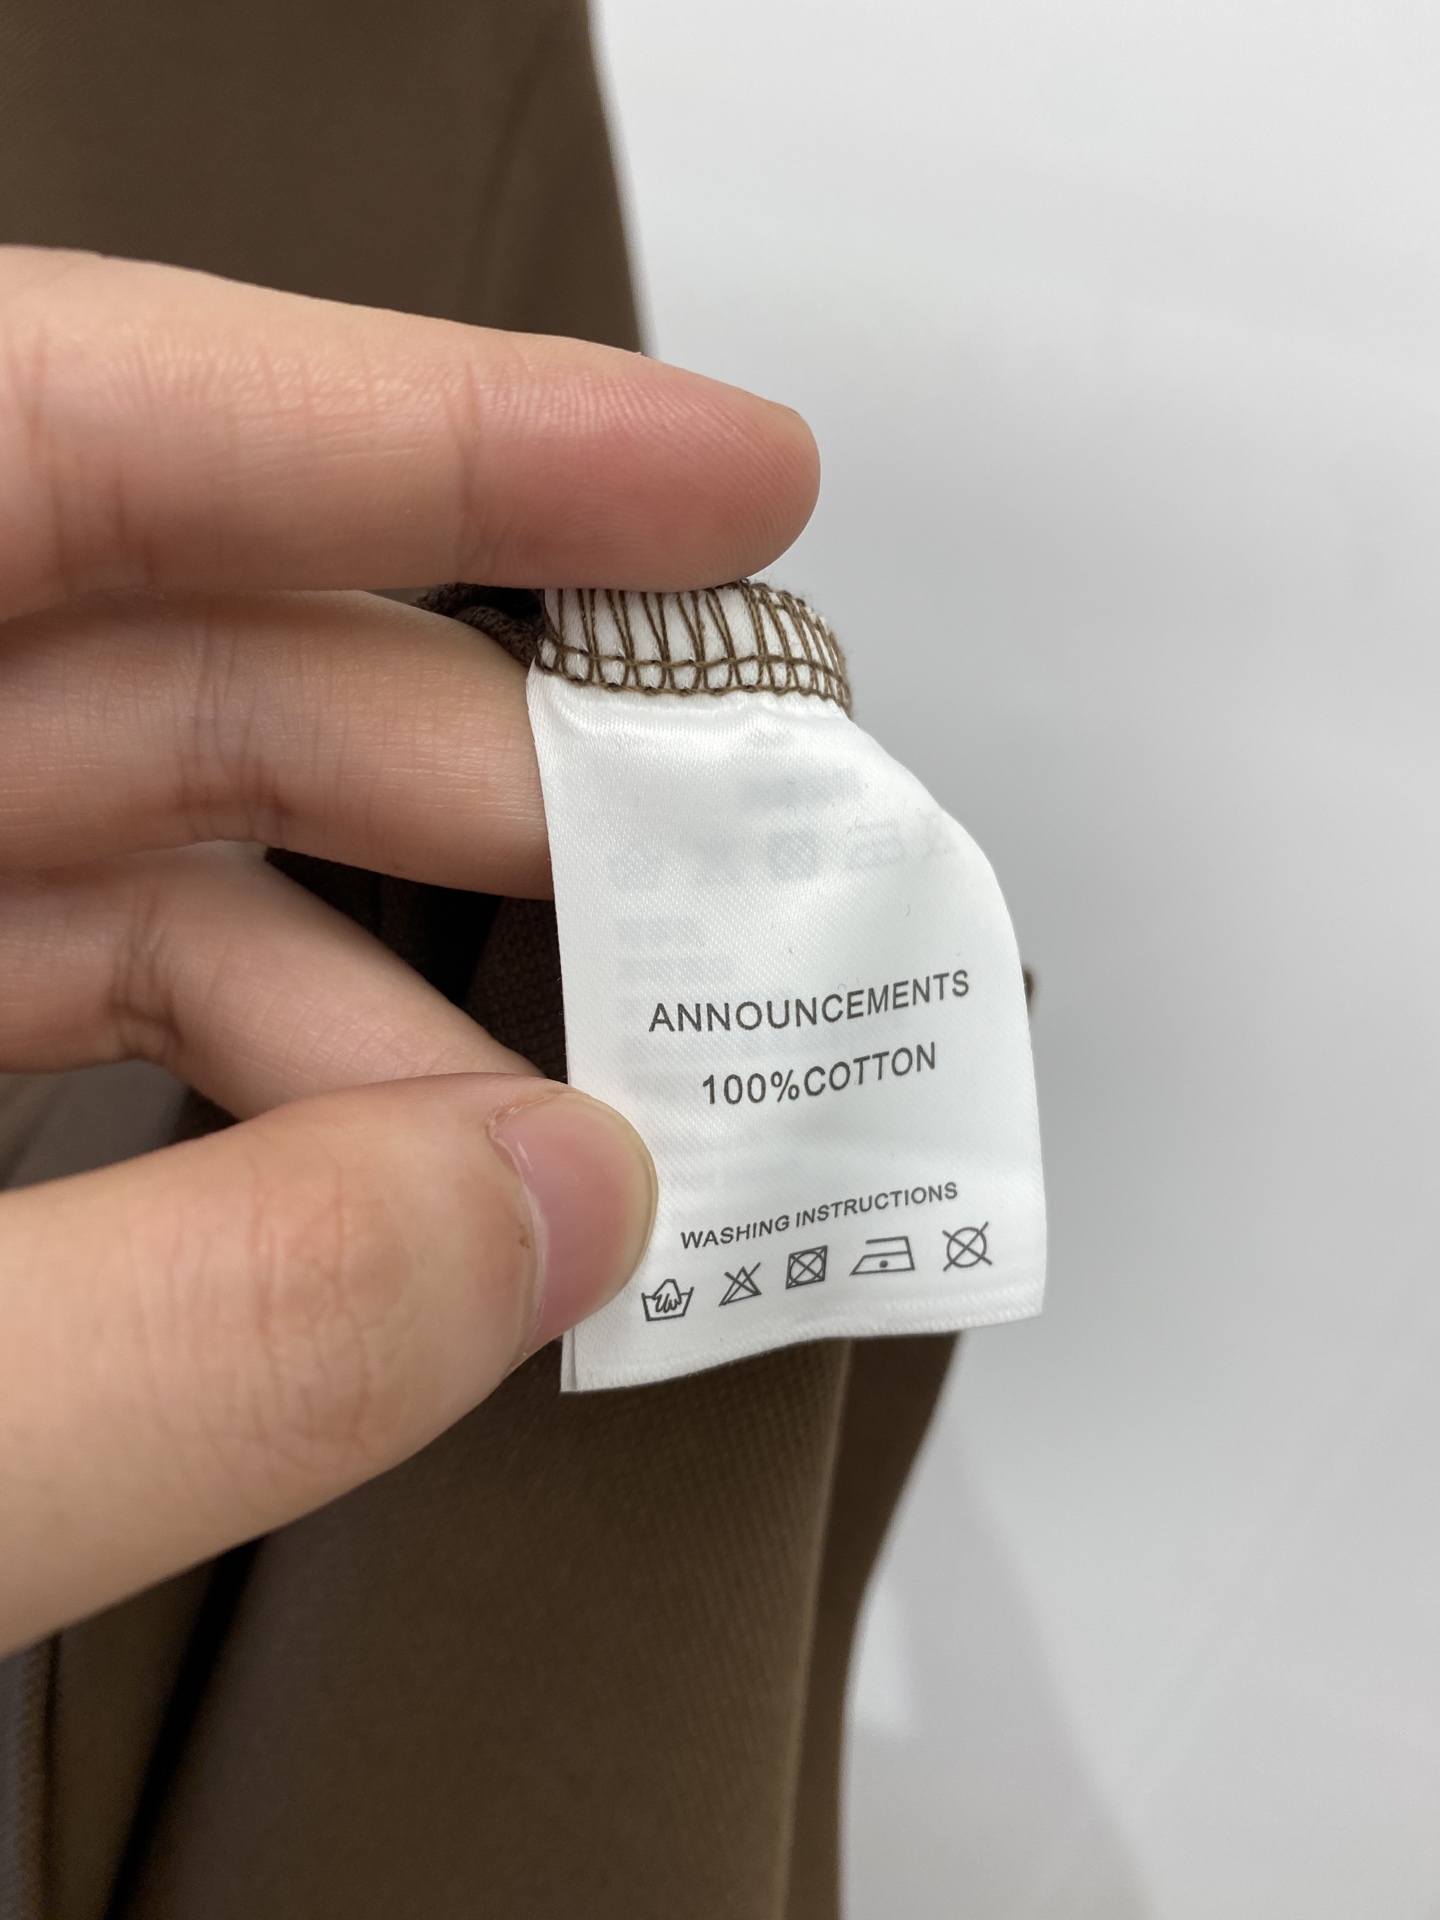 ANNOUNCEMENTS
100%COTTON
WASHING INSTRUCTIONS